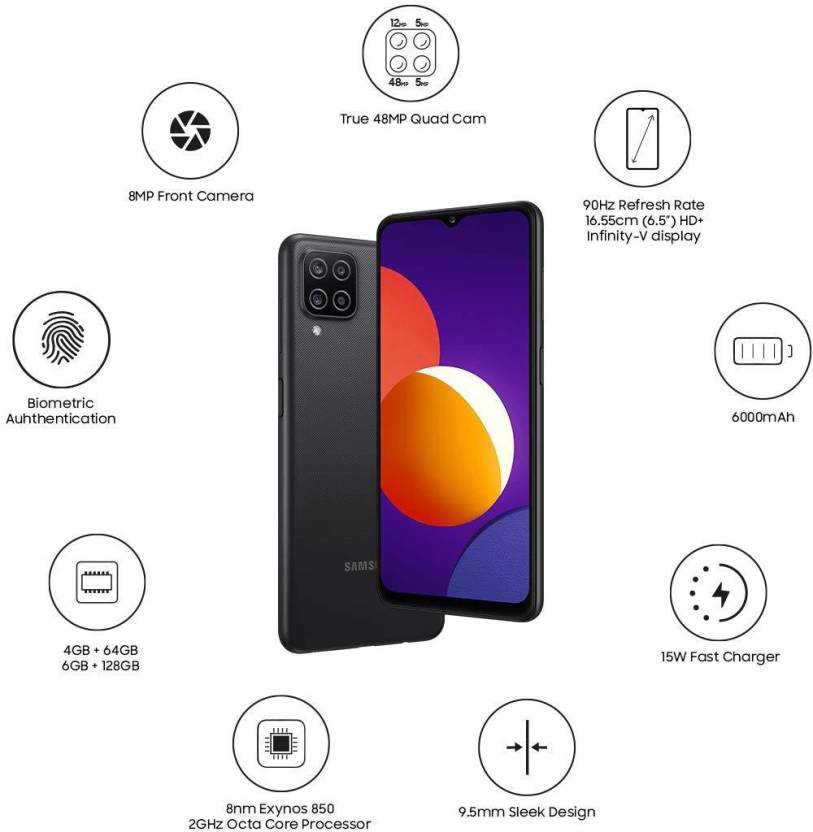 12MP 5MP
48MP 5MP
True 48MP Quad Cam
8MP Front Camera
90Hz Refresh Rate
16.55cm (6.5") HD+
Infinity-V display
Biometric
Auhthentication
6000mAh
SAMS
4GB + 64GB
6GB + 128GB
15W Fast Charger
8nm Exynos 850
2GHz Octa Core Processor
9.5mm Sleek Design